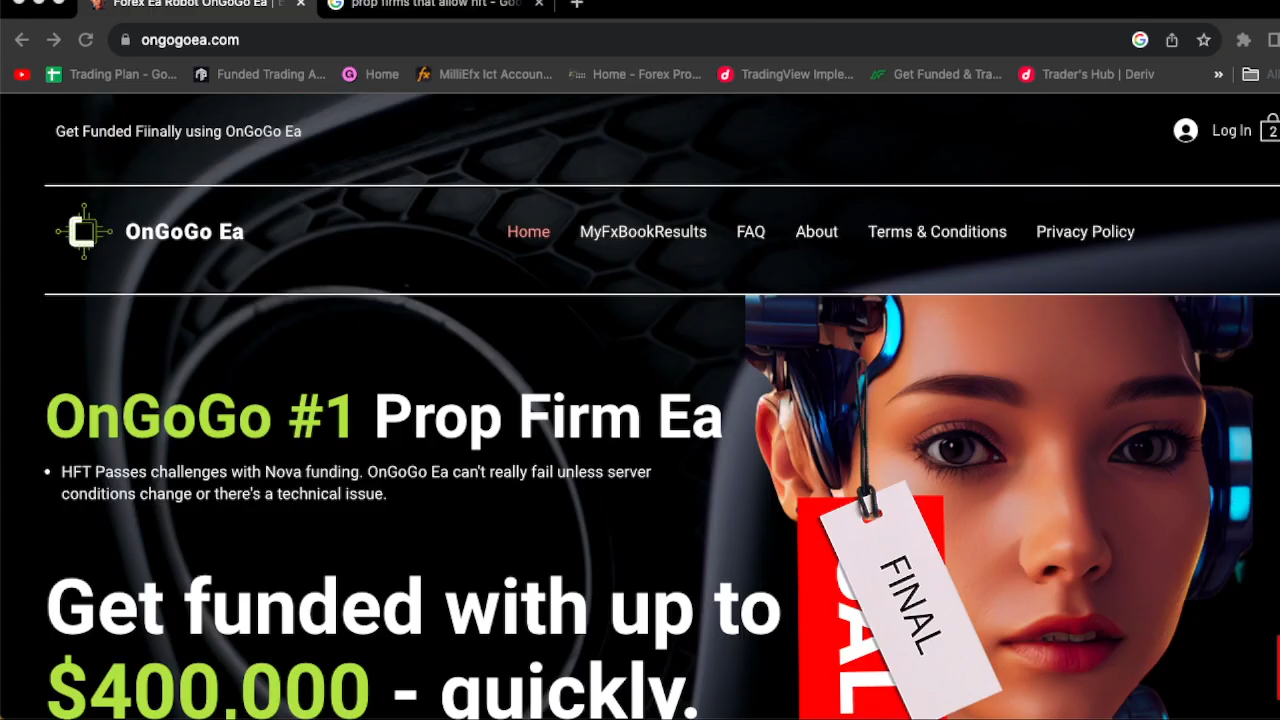 Forex Ea Robot OnGoGo Ea |
prop firms that allow hft - Goo
ongogoea.com
Trading Plan - Go...
Funded Trading A...
Home
MilliEfx Ict Accoun...
Home - Forex Pro...
TradingView Imple...
Get Funded & Tra...
Trader's Hub | Deriv
»
Get Funded Fiinally using OnGoGo Ea
Log In
2
OnGoGo Ea
Home
MyFxBookResults
FAQ
About
Terms & Conditions
Privacy Policy
OnGoGo #1 Prop Firm Ea
• HFT Passes challenges with Nova funding. OnGoGo Ea can't really fail unless server
conditions change or there's a technical issue.
Get funded with up to
$400,000 - quickly.
FINAL